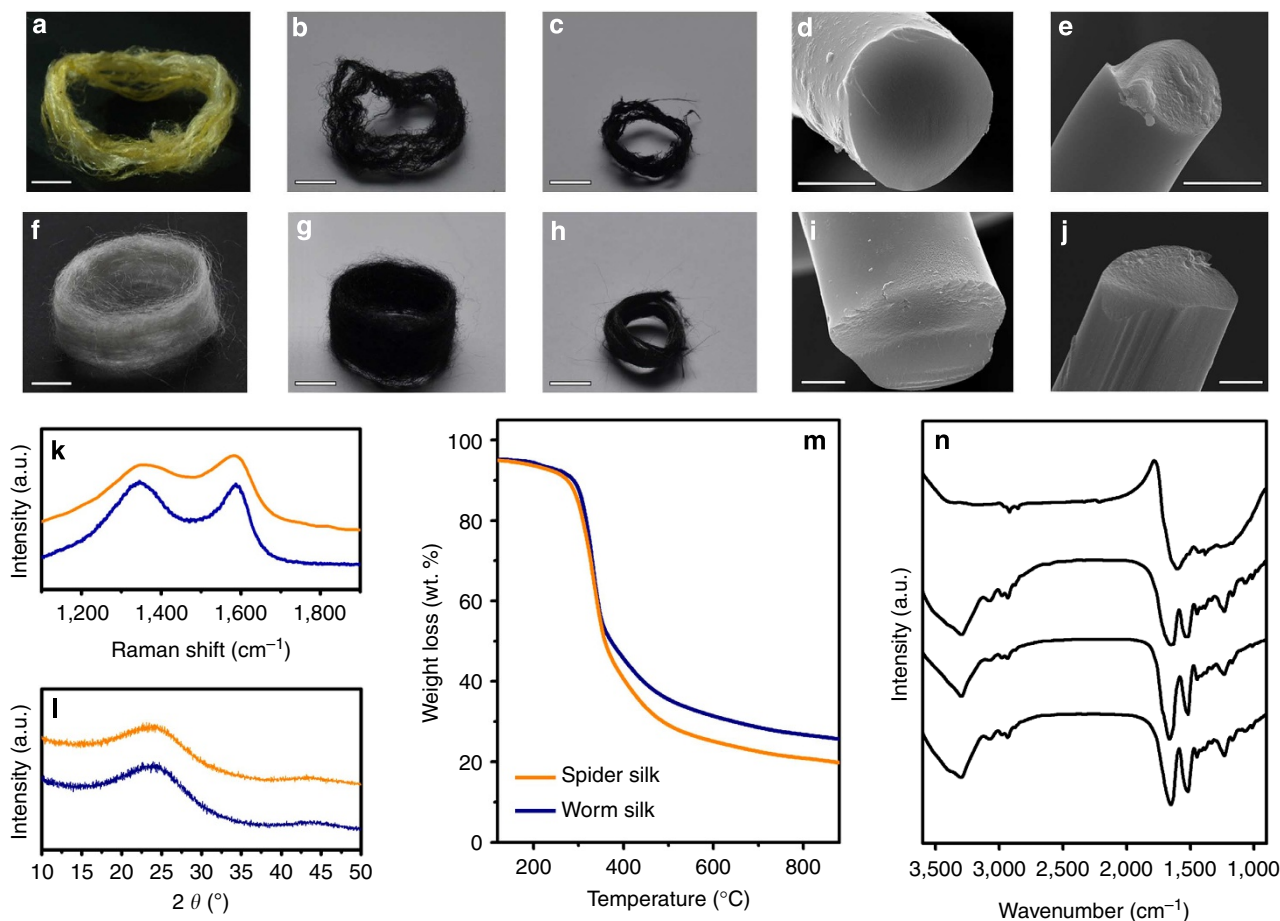 a
b
c
d
e
f
g
h
i
j
k
Intensity (a.u.)
1,200 1,400 1,600 1,800
Raman shift (cm–1)
l
Intensity (a.u.)
10 15 20 25 30 35 40 45 50
2 θ (°)
m
Weight loss (wt. %)
100
80
60
40
20
0
Spider silk
Worm silk
200 400 600 800
Temperature (°C)
n
Intensity (a.u.)
3,500 3,000 2,500 2,000 1,500 1,000
Wavenumber (cm–1)